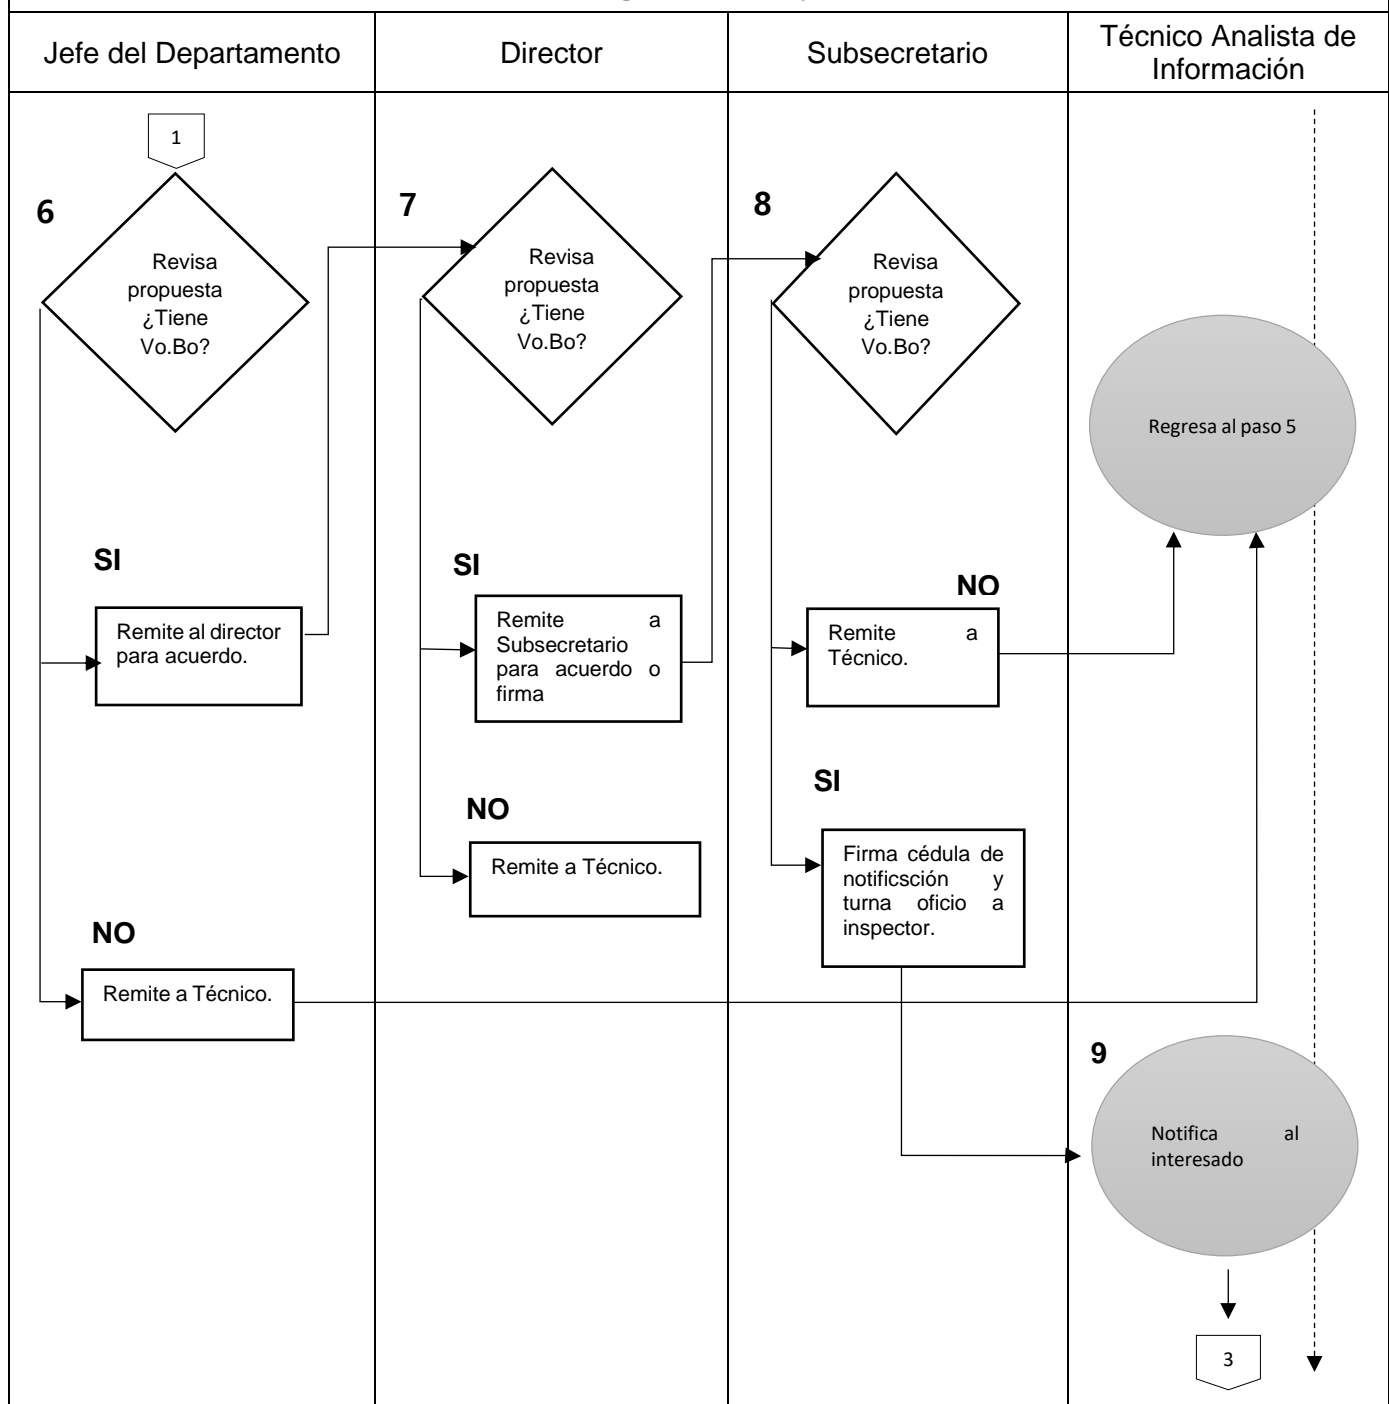 Jefe del Departamento
Director
Subsecretario
Técnico Analista de
Información
1
6
Revisa
propuesta
¿Tiene
Vo.Bo?
7
Revisa
propuesta
¿Tiene
Vo.Bo?
8
Revisa
propuesta
¿Tiene
Vo.Bo?
Regresa al paso 5
SI
Remite al director
para acuerdo.
SI
Remite a
Subsecretario
para acuerdo o
firma
NO
Remite a
Técnico.
NO
Remite a Técnico.
SI
Firma cédula de
notificsción y
turna oficio a
inspector.
NO
Remite a Técnico.
9
Notifica al
interesado
3